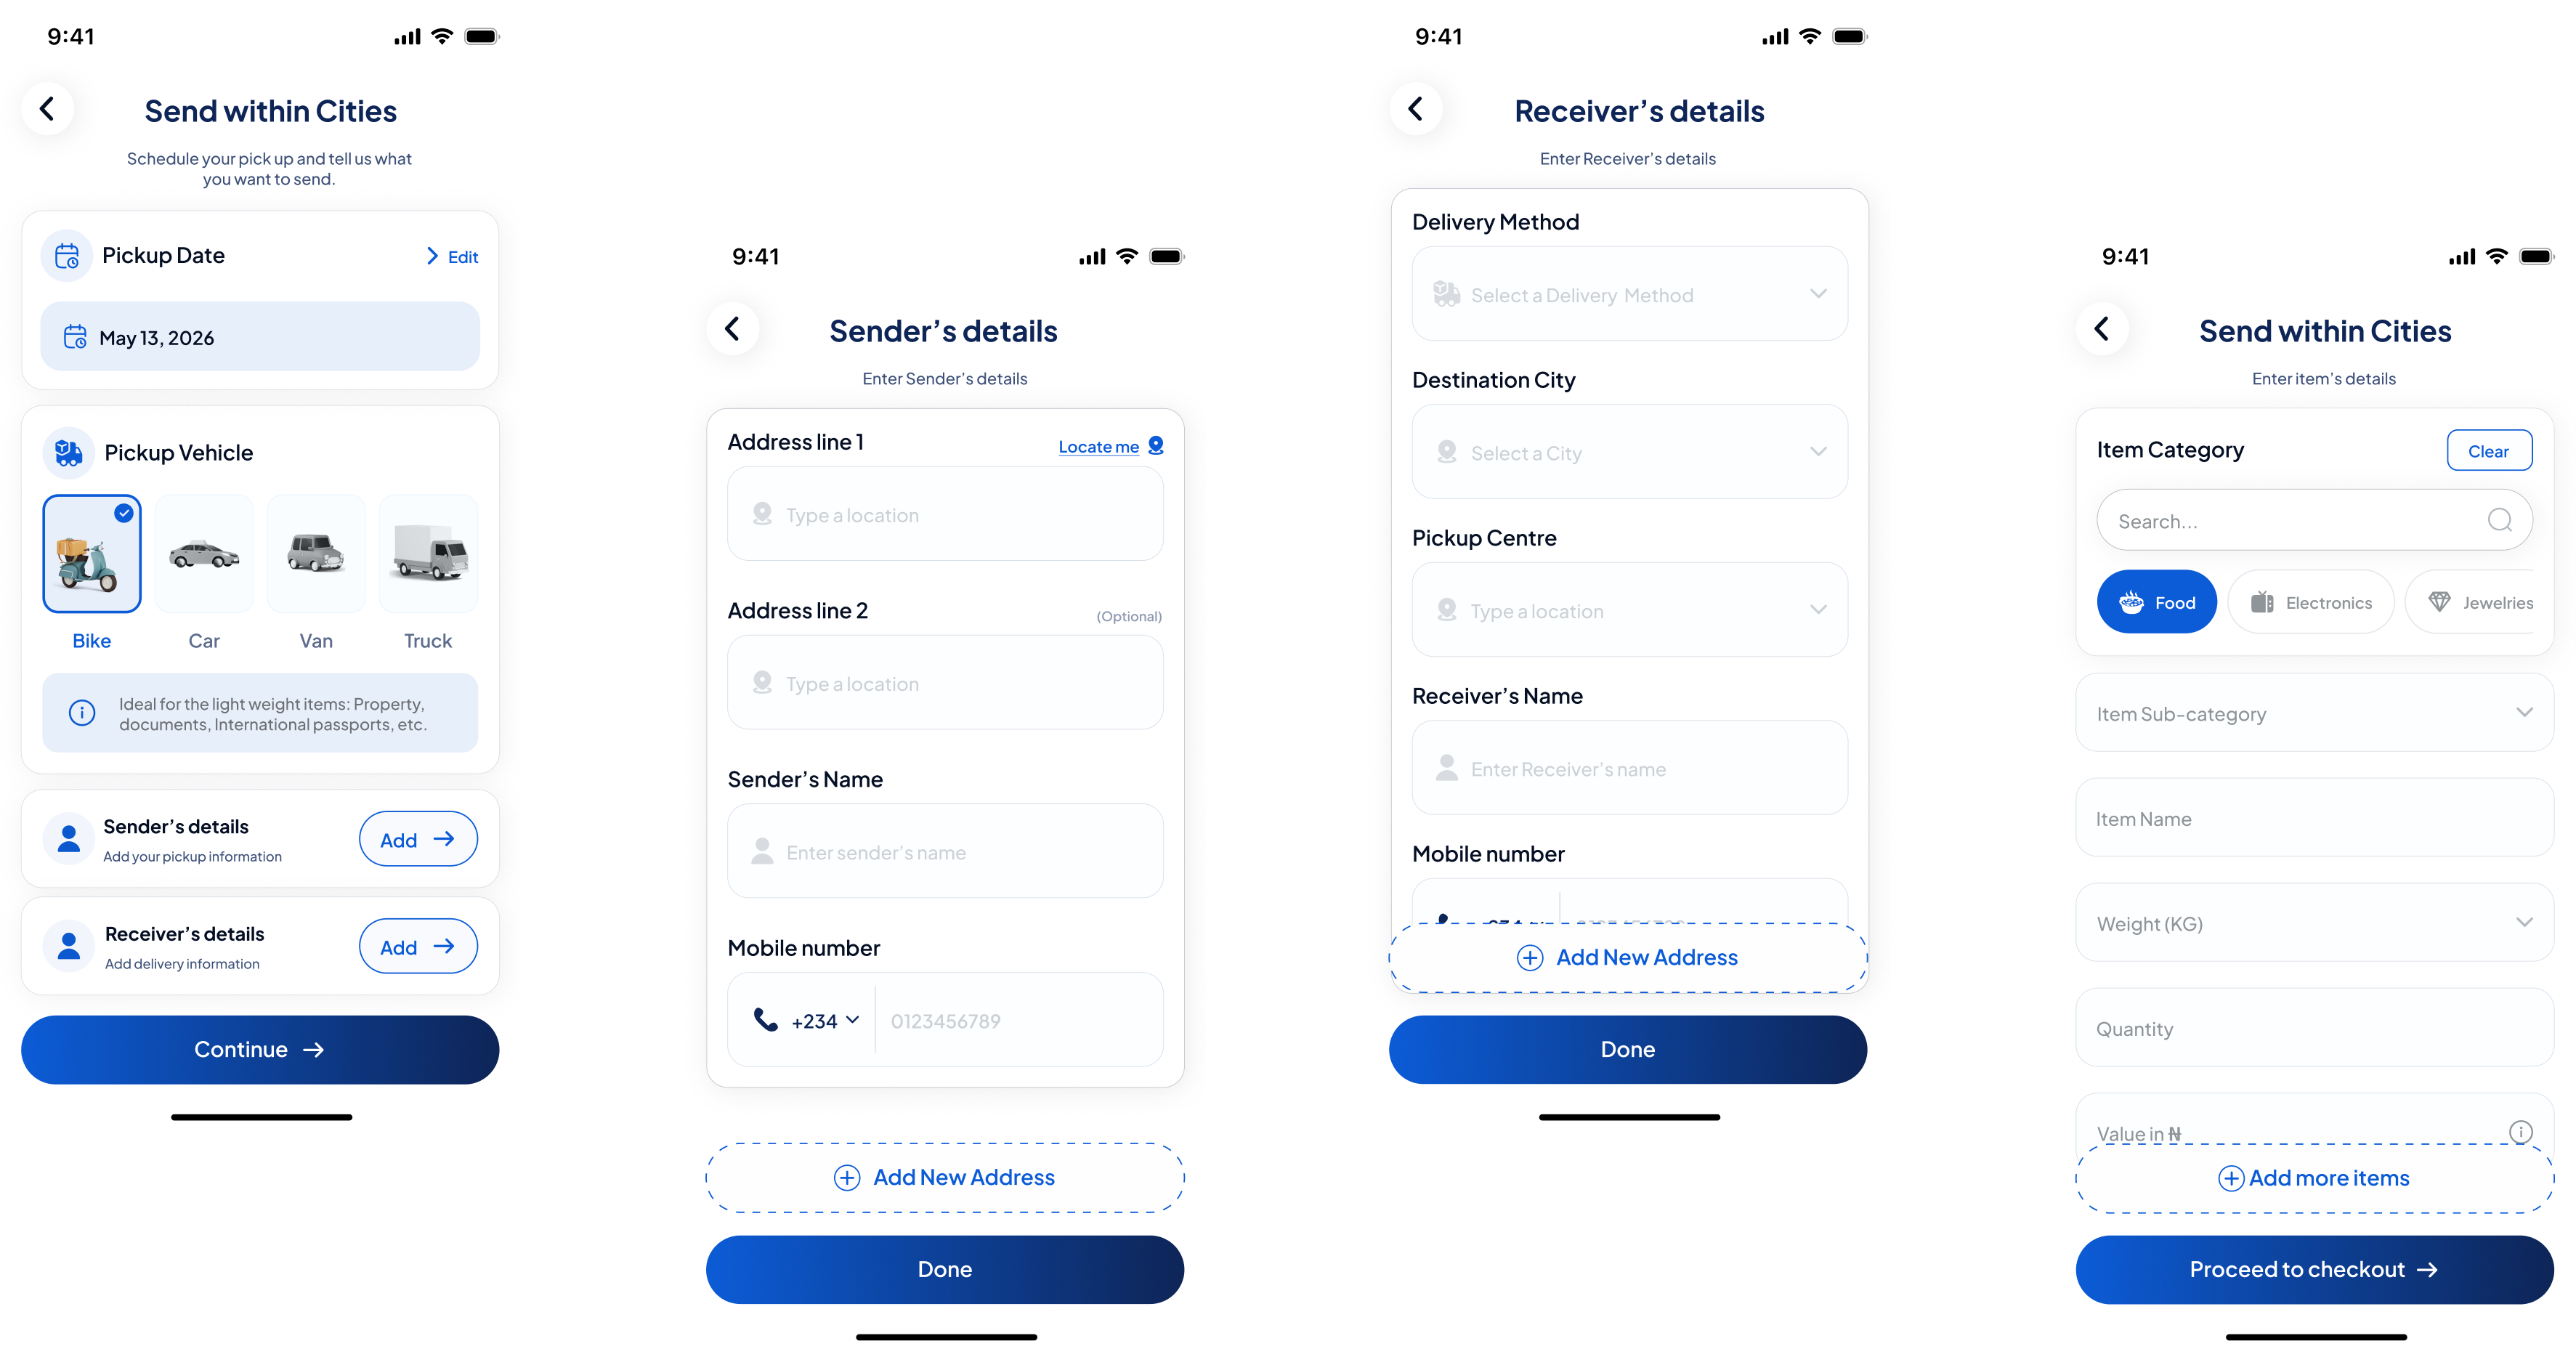 9:41
Send within Cities
Schedule your pick up and tell us what
you want to send.
Pickup Date
Edit
May 13, 2026
Pickup Vehicle
Bike
Car
Van
Truck
Ideal for the light weight items: Property,
documents, International passports, etc.
Sender’s details
Add your pickup information
Add
Receiver’s details
Add delivery information
Add
Continue
9:41
Sender’s details
Enter Sender’s details
Address line 1
Locate me
Type a location
Address line 2
(Optional)
Type a location
Sender’s Name
Enter sender’s name
Mobile number
+234
0123456789
Add New Address
Done
9:41
Receiver’s details
Enter Receiver’s details
Delivery Method
Select a Delivery Method
Destination City
Select a City
Pickup Centre
Type a location
Receiver’s Name
Enter Receiver’s name
Mobile number
Add New Address
Done
9:41
Send within Cities
Enter item’s details
Item Category
Clear
Search...
Food
Electronics
Jewelries
Item Sub-category
Item Name
Weight (KG)
Quantity
Value in ₦
Add more items
Proceed to checkout